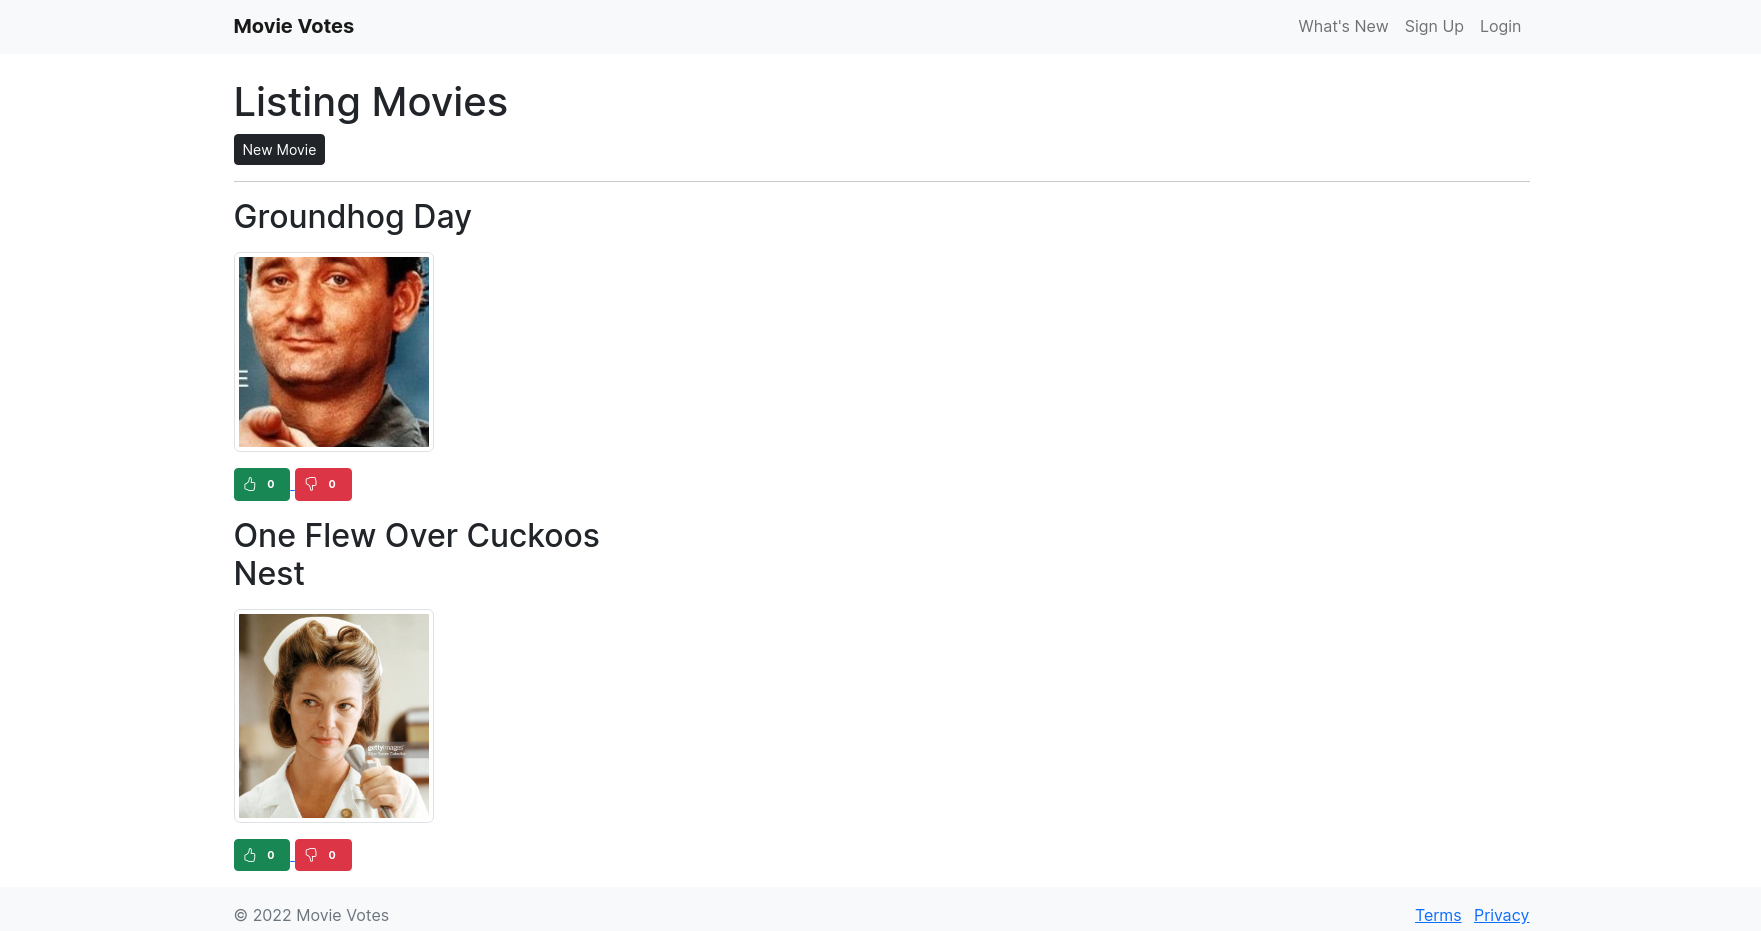 Movie Votes
What's New
Sign Up
Login
Listing Movies
New Movie
Groundhog Day
E
0
0
One Flew Over Cuckoos
Nest
gettyimages
0
0
© 2022 Movie Votes
Terms
Privacy